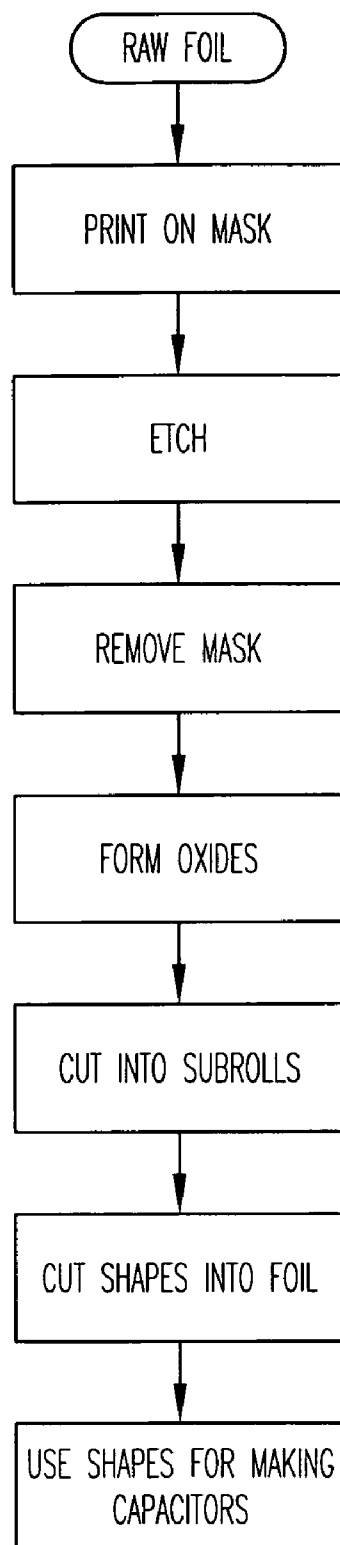 RAW FOIL
PRINT ON MASK
ETCH
REMOVE MASK
FORM OXIDES
CUT INTO SUBROLLS
CUT SHAPES INTO FOIL
USE SHAPES FOR MAKING
CAPACITORS